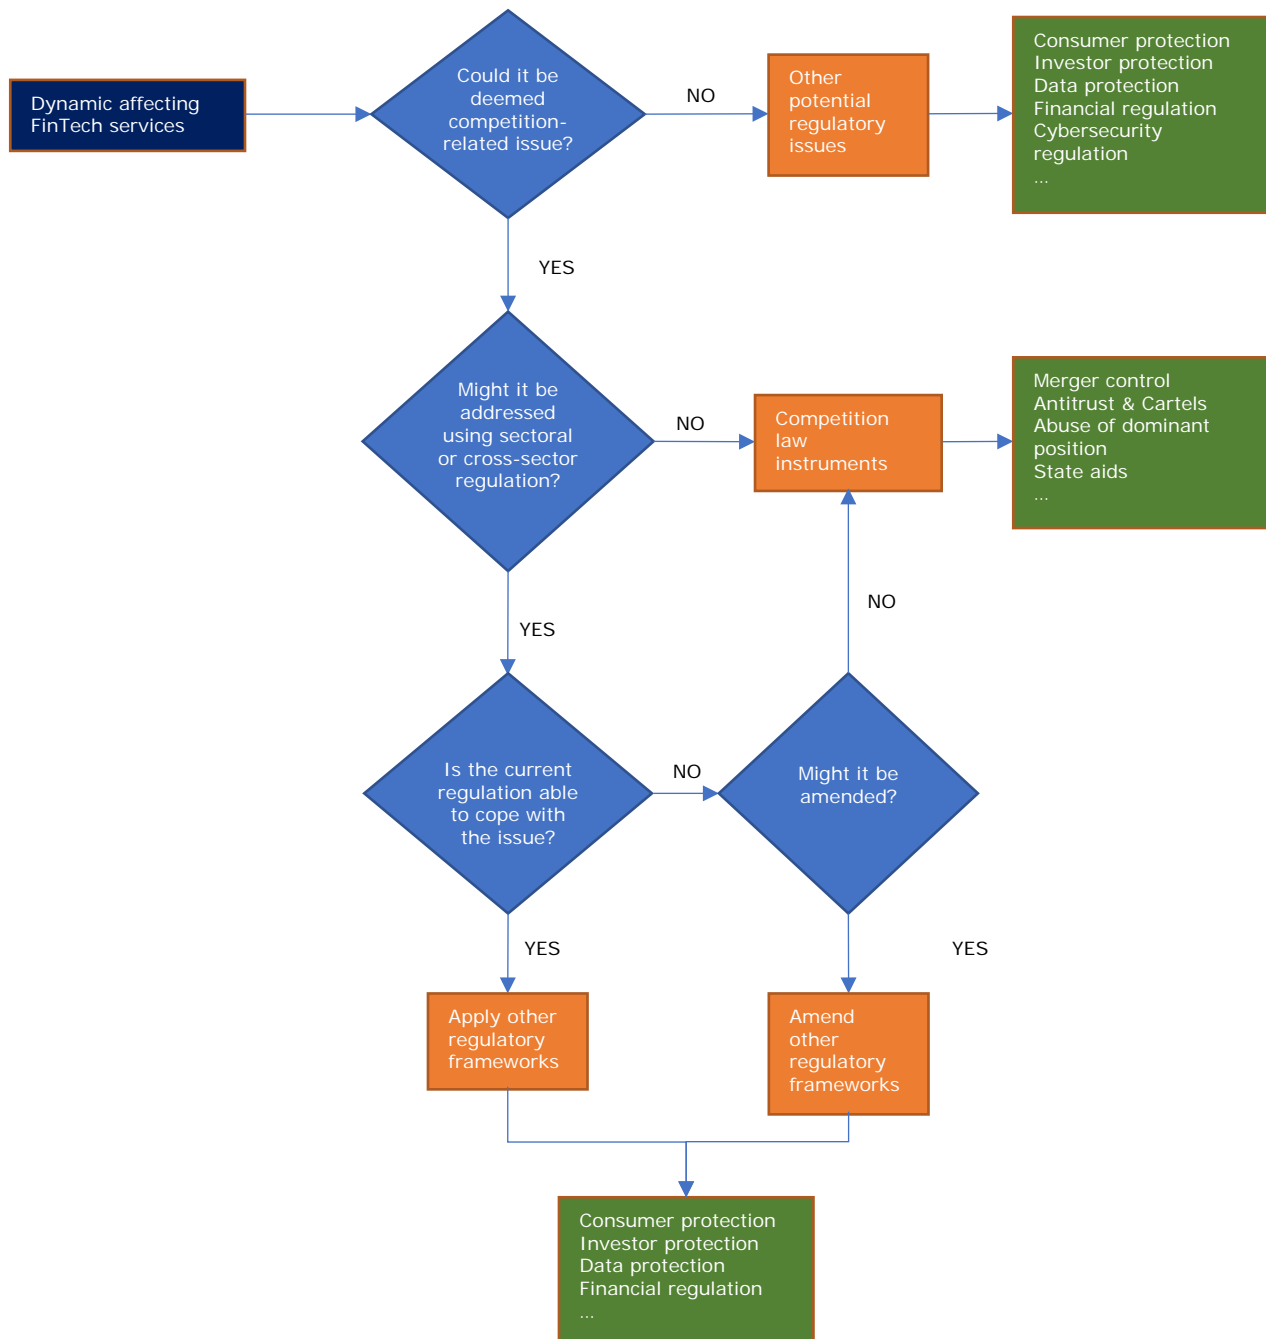 Dynamic affecting
FinTech services
Could it be
deemed
competition-
related issue?
NO
Other
potential
regulatory
issues
Consumer protection
Investor protection
Data protection
Financial regulation
Cybersecurity
regulation
...
YES
Might it be
addressed
using sectoral
or cross-sector
regulation?
NO
Competition
law
instruments
Merger control
Antitrust & Cartels
Abuse of dominant
position
State aids
...
NO
YES
Is the current
regulation able
to cope with
the issue?
NO
Might it be
amended?
YES
YES
Apply other
regulatory
frameworks
Amend
other
regulatory
frameworks
Consumer protection
Investor protection
Data protection
Financial regulation
...